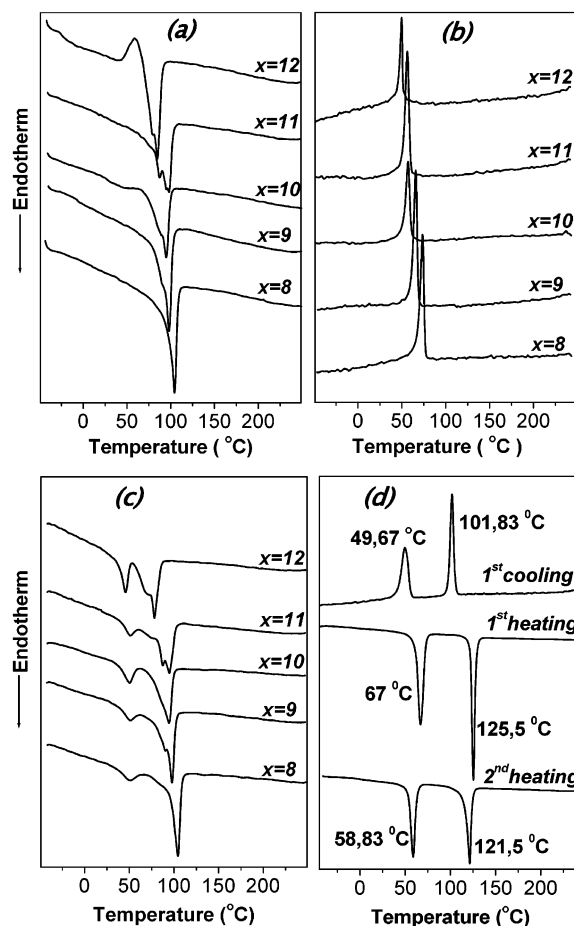 (a)
x=12
x=11
x=10
x=9
x=8
Endotherm
0 50 100 150 200
Temperature ( °C)
(b)
x=12
x=11
x=10
x=9
x=8
0 50 100 150 200
Temperature ( °C)
(c)
x=12
x=11
x=10
x=9
x=8
Endotherm
0 50 100 150 200
Temperature (°C)
(d)
101,83 °C
49,67 °C
1st cooling
1st heating
67 °C
125,5 °C
2nd heating
58,83 °C
121,5 °C
0 50 100 150 200
Temperature (°C)